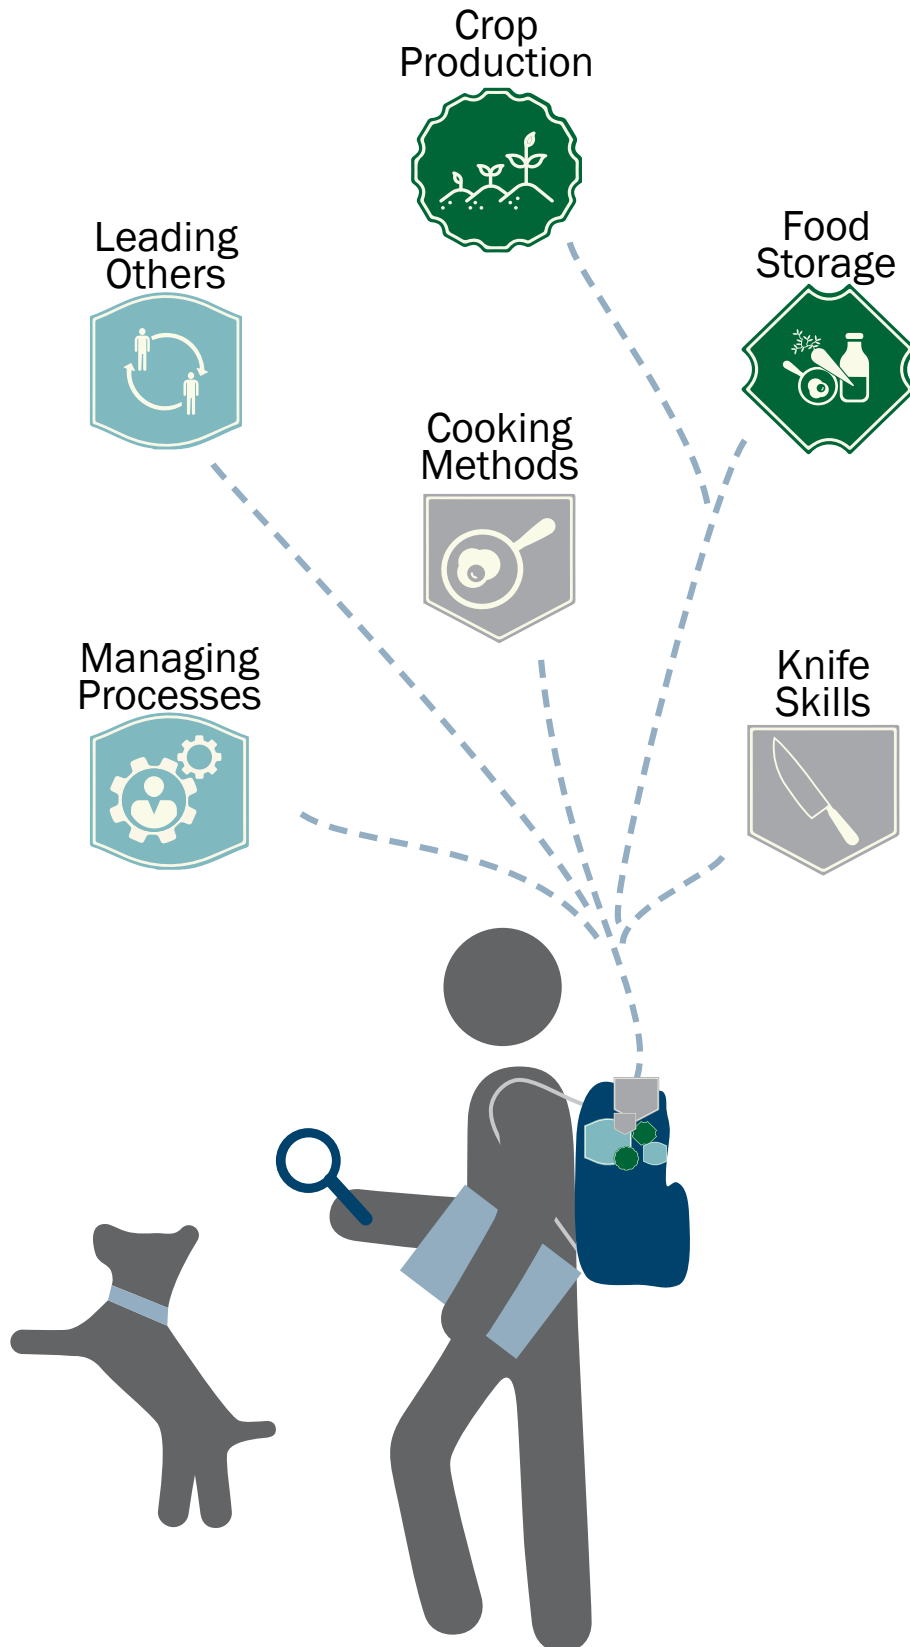 Crop
Production
Leading
Others
Food
Storage
Cooking
Methods
Managing
Processes
Knife
Skills